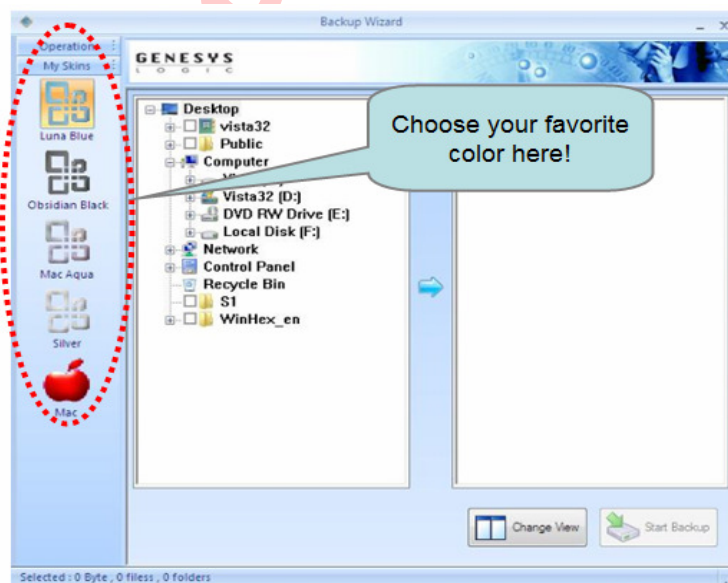 Backup Wizard
Operation
My Skins
GENESYS
LOGIC
Luna Blue
Obsidian Black
Mac Aqua
Silver
Mac
Desktop
vista32
Public
Computer
Vista32 (D:)
DVD RW Drive (E:)
Local Disk (F:)
Network
Control Panel
Recycle Bin
S1
WinHex_en
Choose your favorite
color here!
Change View
Start Backup
Selected : 0 Byte , 0 filess , 0 folders